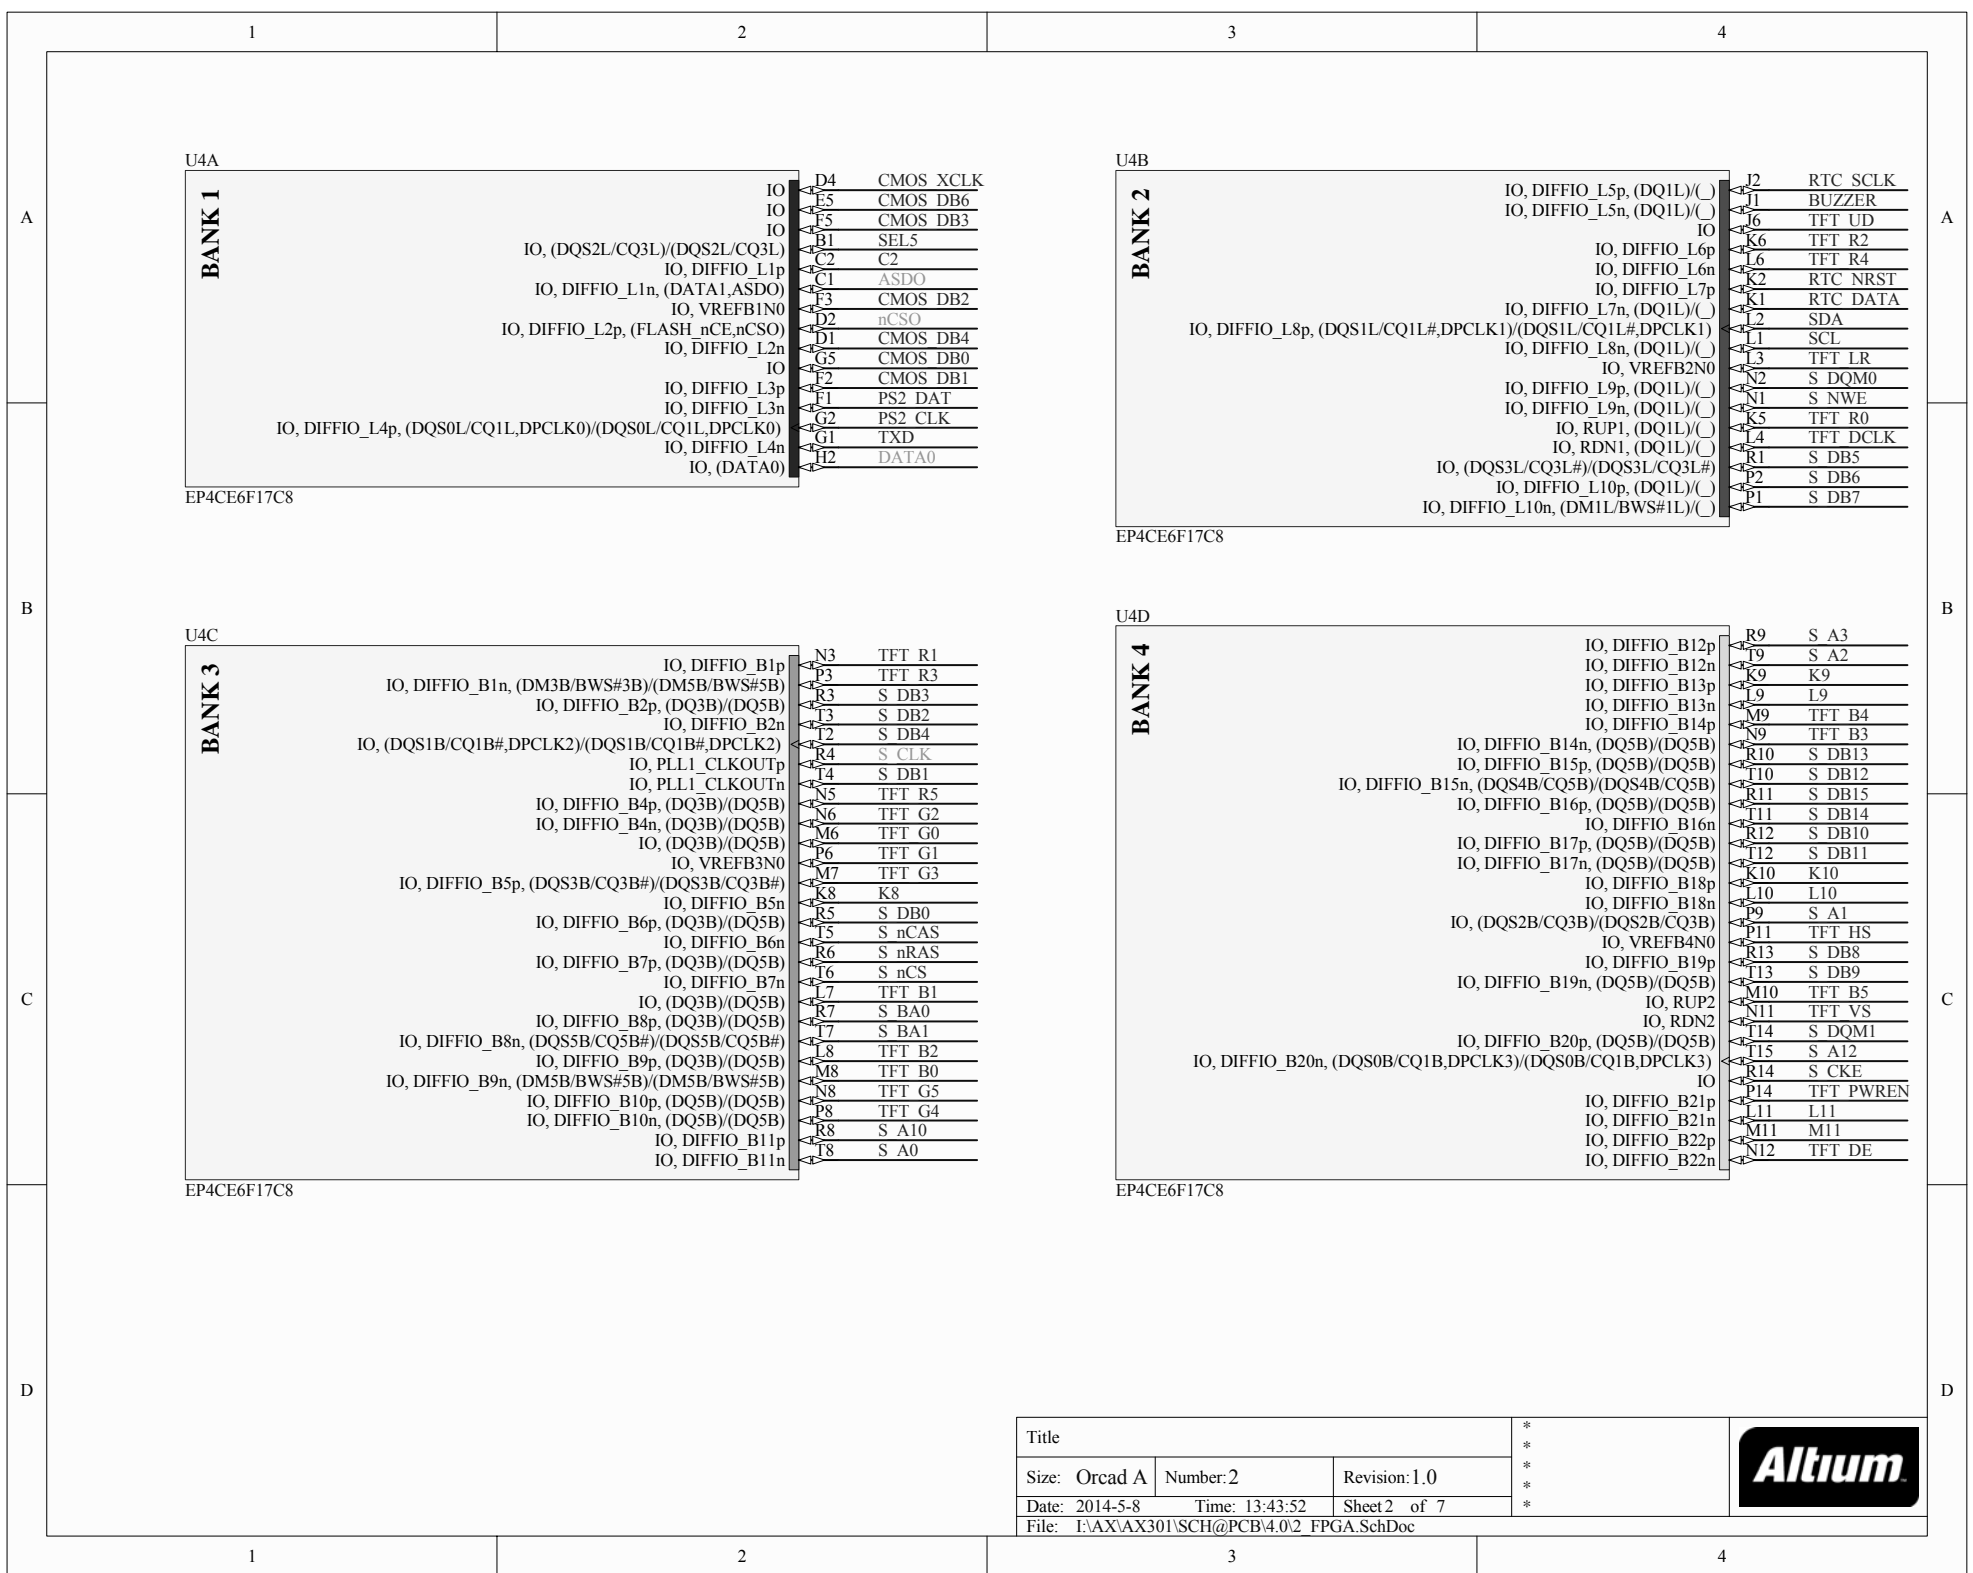 1 2 3 4
A A
B B
C C
D D
U4A
BANK 1
IO D4 CMOS_XCLK
IO E5 CMOS_DB6
IO F5 CMOS_DB3
IO, (DQS2L/CQ3L)/(DQS2L/CQ3L) B1 SEL5
IO, DIFFIO_L1p C2 C2
IO, DIFFIO_L1n, (DATA1,ASDO) C1 ASDO
IO, VREFB1N0 F3 CMOS_DB2
IO, DIFFIO_L2p, (FLASH_nCE,nCSO) D2 nCSO
IO, DIFFIO_L2n D1 CMOS_DB4
IO G5 CMOS_DB0
IO, DIFFIO_L3p F2 CMOS_DB1
IO, DIFFIO_L3n F1 PS2_DAT
IO, DIFFIO_L4p, (DQS0L/CQ1L,DPCLK0)/(DQS0L/CQ1L,DPCLK0) G2 PS2_CLK
IO, DIFFIO_L4n G1 TXD
IO, (DATA0) H2 DATA0
EP4CE6F17C8
U4B
BANK 2
IO, DIFFIO_L5p, (DQ1L)/(_) J2 RTC_SCLK
IO, DIFFIO_L5n, (DQ1L)/(_) J1 BUZZER
IO J6 TFT_UD
IO, DIFFIO_L6p K6 TFT_R2
IO, DIFFIO_L6n L6 TFT_R4
IO, DIFFIO_L7p K2 RTC_NRST
IO, DIFFIO_L7n, (DQ1L)/(_) K1 RTC_DATA
IO, DIFFIO_L8p, (DQS1L/CQ1L#,DPCLK1)/(DQS1L/CQ1L#,DPCLK1) L2 SDA
IO, DIFFIO_L8n, (DQ1L)/(_) L1 SCL
IO, VREFB2N0 L3 TFT_LR
IO, DIFFIO_L9p, (DQ1L)/(_) N2 S_DQM0
IO, DIFFIO_L9n, (DQ1L)/(_) N1 S_NWE
IO, RUP1, (DQ1L)/(_) K5 TFT_R0
IO, RDN1, (DQ1L)/(_) L4 TFT_DCLK
IO, (DQS3L/CQ3L#)/(DQS3L/CQ3L#) R1 S_DB5
IO, DIFFIO_L10p, (DQ1L)/(_) P2 S_DB6
IO, DIFFIO_L10n, (DM1L/BWS#1L)/(_) P1 S_DB7
EP4CE6F17C8
U4C
BANK 3
IO, DIFFIO_B1p N3 TFT_R1
IO, DIFFIO_B1n, (DM3B/BWS#3B)/(DM5B/BWS#5B) P3 TFT_R3
IO, DIFFIO_B2p, (DQ3B)/(DQ5B) R3 S_DB3
IO, DIFFIO_B2n T3 S_DB2
IO, (DQS1B/CQ1B#,DPCLK2)/(DQS1B/CQ1B#,DPCLK2) T2 S_DB4
IO, PLL1_CLKOUTp R4 S_CLK
IO, PLL1_CLKOUTn T4 S_DB1
IO, DIFFIO_B4p, (DQ3B)/(DQ5B) N5 TFT_R5
IO, DIFFIO_B4n, (DQ3B)/(DQ5B) N6 TFT_G2
IO, (DQ3B)/(DQ5B) M6 TFT_G0
IO, VREFB3N0 P6 TFT_G1
IO, DIFFIO_B5p, (DQS3B/CQ3B#)/(DQS3B/CQ3B#) M7 TFT_G3
IO, DIFFIO_B5n K8 K8
IO, DIFFIO_B6p, (DQ3B)/(DQ5B) R5 S_DB0
IO, DIFFIO_B6n T5 S_nCAS
IO, DIFFIO_B7p, (DQ3B)/(DQ5B) R6 S_nRAS
IO, DIFFIO_B7n T6 S_nCS
IO, (DQ3B)/(DQ5B) L7 TFT_B1
IO, DIFFIO_B8p, (DQ3B)/(DQ5B) R7 S_BA0
IO, DIFFIO_B8n, (DQS5B/CQ5B#)/(DQS5B/CQ5B#) T7 S_BA1
IO, DIFFIO_B9p, (DQ3B)/(DQ5B) L8 TFT_B2
IO, DIFFIO_B9n, (DM5B/BWS#5B)/(DM5B/BWS#5B) M8 TFT_B0
IO, DIFFIO_B10p, (DQ5B)/(DQ5B) N8 TFT_G5
IO, DIFFIO_B10n, (DQ5B)/(DQ5B) P8 TFT_G4
IO, DIFFIO_B11p R8 S_A10
IO, DIFFIO_B11n T8 S_A0
EP4CE6F17C8
U4D
BANK 4
IO, DIFFIO_B12p R9 S_A3
IO, DIFFIO_B12n T9 S_A2
IO, DIFFIO_B13p K9 K9
IO, DIFFIO_B13n L9 L9
IO, DIFFIO_B14p M9 TFT_B4
IO, DIFFIO_B14n, (DQ5B)/(DQ5B) N9 TFT_B3
IO, DIFFIO_B15p, (DQ5B)/(DQ5B) R10 S_DB13
IO, DIFFIO_B15n, (DQS4B/CQ5B)/(DQS4B/CQ5B) T10 S_DB12
IO, DIFFIO_B16p, (DQ5B)/(DQ5B) R11 S_DB15
IO, DIFFIO_B16n T11 S_DB14
IO, DIFFIO_B17p, (DQ5B)/(DQ5B) R12 S_DB10
IO, DIFFIO_B17n, (DQ5B)/(DQ5B) T12 S_DB11
IO, DIFFIO_B18p K10 K10
IO, DIFFIO_B18n L10 L10
IO, (DQS2B/CQ3B)/(DQS2B/CQ3B) P9 S_A1
IO, VREFB4N0 P11 TFT_HS
IO, DIFFIO_B19p R13 S_DB8
IO, DIFFIO_B19n, (DQ5B)/(DQ5B) T13 S_DB9
IO, RUP2 M10 TFT_B5
IO, RDN2 N11 TFT_VS
IO, DIFFIO_B20p, (DQ5B)/(DQ5B) T14 S_DQM1
IO, DIFFIO_B20n, (DQS0B/CQ1B,DPCLK3)/(DQS0B/CQ1B,DPCLK3) T15 S_A12
IO R14 S_CKE
IO, DIFFIO_B21p P14 TFT_PWREN
IO, DIFFIO_B21n L11 L11
IO, DIFFIO_B22p M11 M11
IO, DIFFIO_B22n N12 TFT_DE
EP4CE6F17C8
Title
Size: Orcad A Number:2 Revision:1.0
Date: 2014-5-8 Time: 13:43:52 Sheet 2 of 7
File: I:\AX\AX301\SCH@PCB\4.0\2_FPGA.SchDoc
*
*
*
*
*
Altium
1 2 3 4